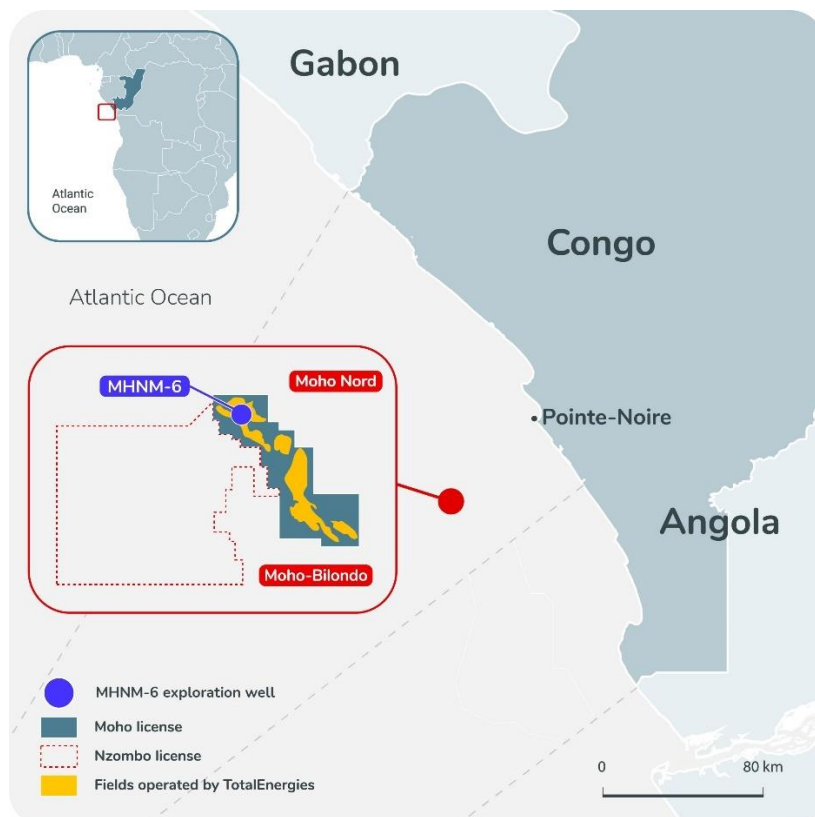 Gabon
Atlantic
Ocean
Congo
Atlantic Ocean
MHNM-6
Moho Nord
Pointe-Noire
Angola
Moho-Bilondo
MHNM-6 exploration well
Moho license
Nzombo license
Fields operated by TotalEnergies
0 80 km